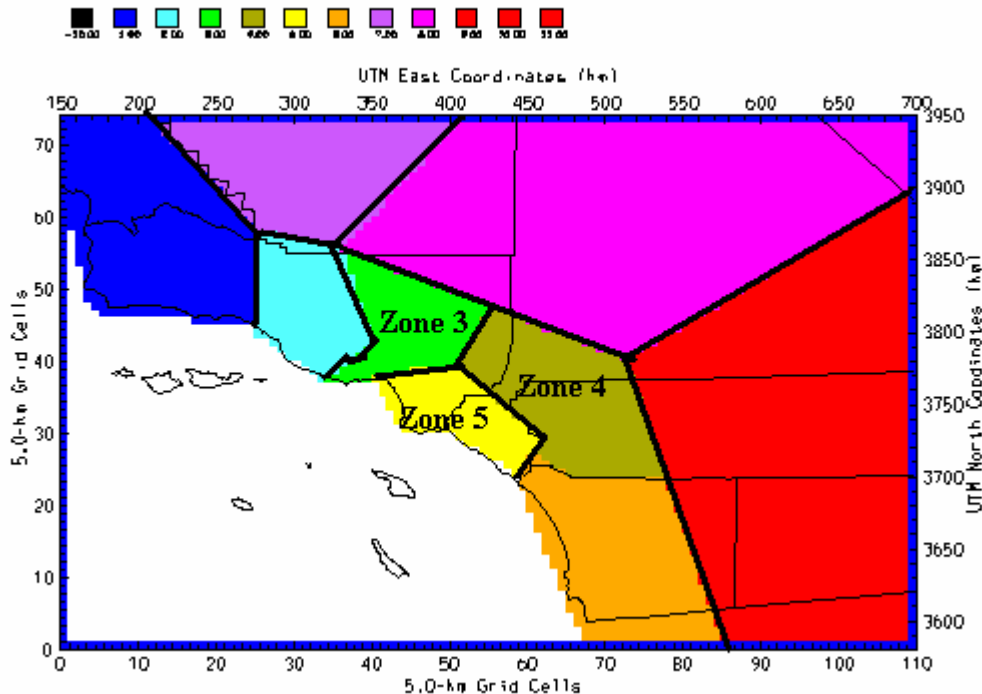 UTM East Coordinates (km)
150 200 250 300 350 400 450 500 550 600 650 700
70
60
50
40
30
20
10
0
5.0-km Grid Cells
3950
3900
3850
3800
3750
3700
3650
3600
UTM North Coordinates (km)
Zone 3
Zone 4
Zone 5
0 10 20 30 40 50 60 70 80 90 100 110
5.0-km Grid Cells